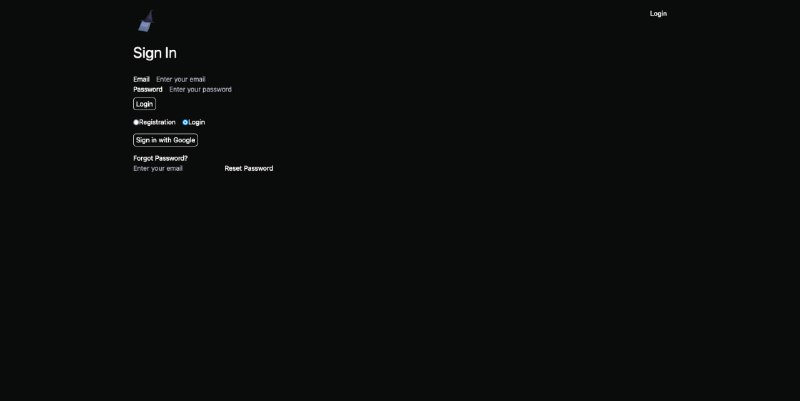 Login
Sign In
Email Enter your email
Password Enter your password
Login
Registration Login
Sign in with Google
Forgot Password?
Enter your email Reset Password